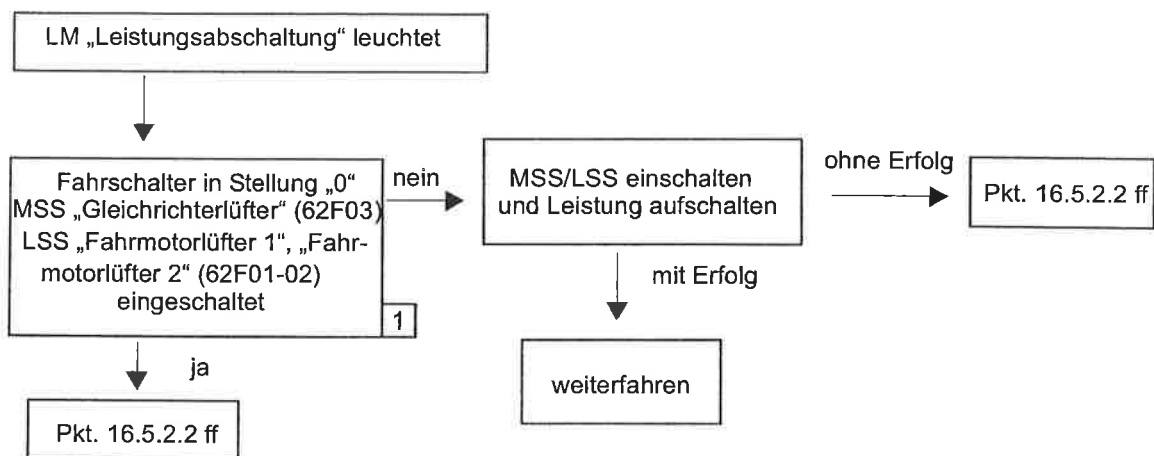 LM „Leistungsabschaltung“ leuchtet
Fahrschalter in Stellung „0“
MSS „Gleichrichterlüfter“ (62F03)
LSS „Fahrmotorlüfter 1“, „Fahr-
motorlüfter 2“ (62F01-02)
eingeschaltet
1
nein
MSS/LSS einschalten
und Leistung aufschalten
ohne Erfolg
Pkt. 16.5.2.2 ff
mit Erfolg
weiterfahren
ja
Pkt. 16.5.2.2 ff